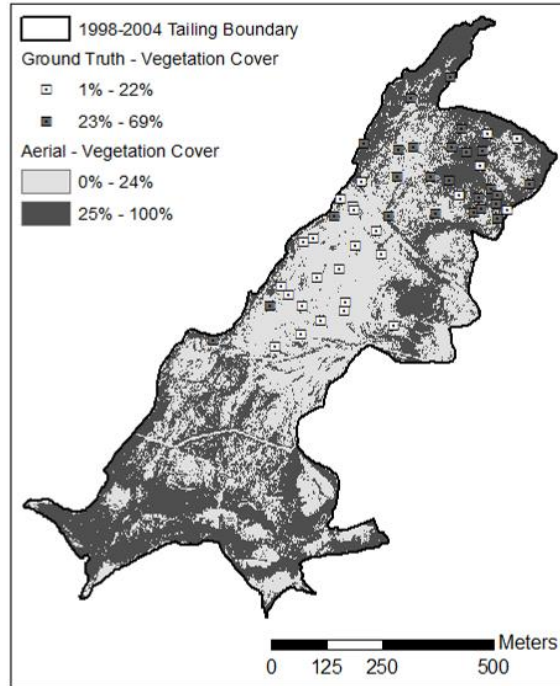 1998-2004 Tailing Boundary
Ground Truth - Vegetation Cover
1% - 22%
23% - 69%
Aerial - Vegetation Cover
0% - 24%
25% - 100%
Meters
0 125 250 500